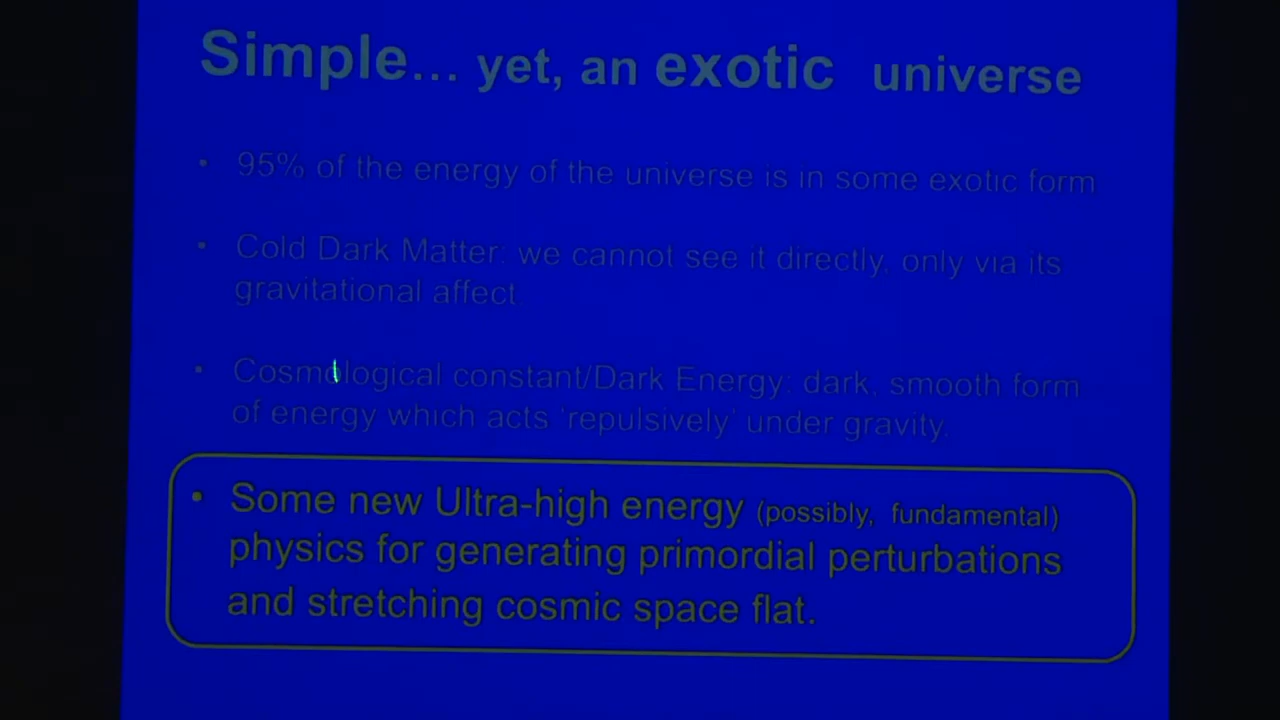 Simple... yet, an exotic universe
• 95% of the energy of the universe is in some exotic form
• Cold Dark Matter: we cannot see it directly, only via its
gravitational affect.
• Cosmological constant/Dark Energy: dark, smooth form
of energy which acts ‘repulsively’ under gravity.
• Some new Ultra-high energy (possibly, fundamental)
physics for generating primordial perturbations
and stretching cosmic space flat.